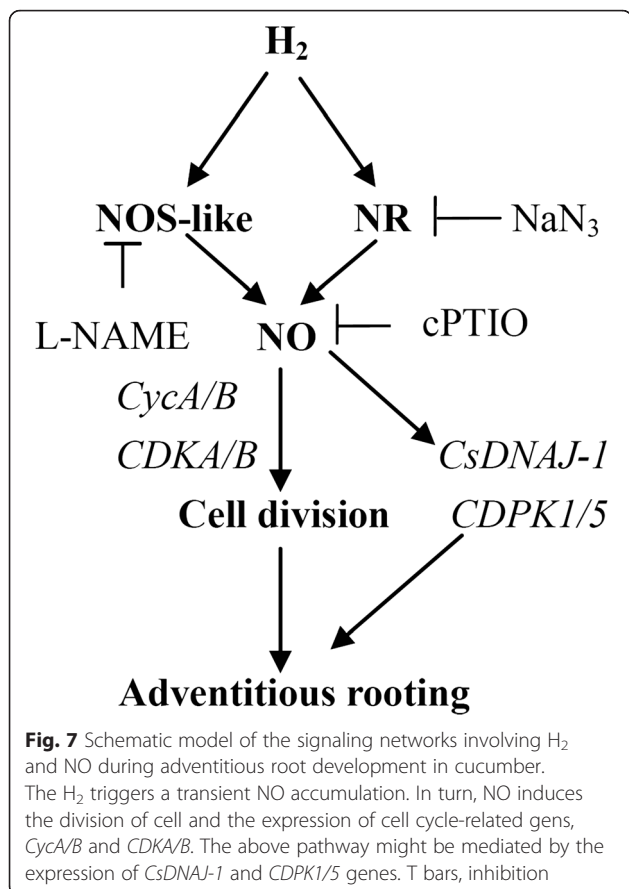 H₂
NOS-like NR NaN₃
L-NAME NO cPTIO
CycA/B
CDKA/B CsDNAJ-1
Cell division CDPK1/5
Adventitious rooting
Fig. 7 Schematic model of the signaling networks involving H₂
and NO during adventitious root development in cucumber.
The H₂ triggers a transient NO accumulation. In turn, NO induces
the division of cell and the expression of cell cycle-related gens,
CycA/B and CDKA/B. The above pathway might be mediated by the
expression of CsDNAJ-1 and CDPK1/5 genes. T bars, inhibition